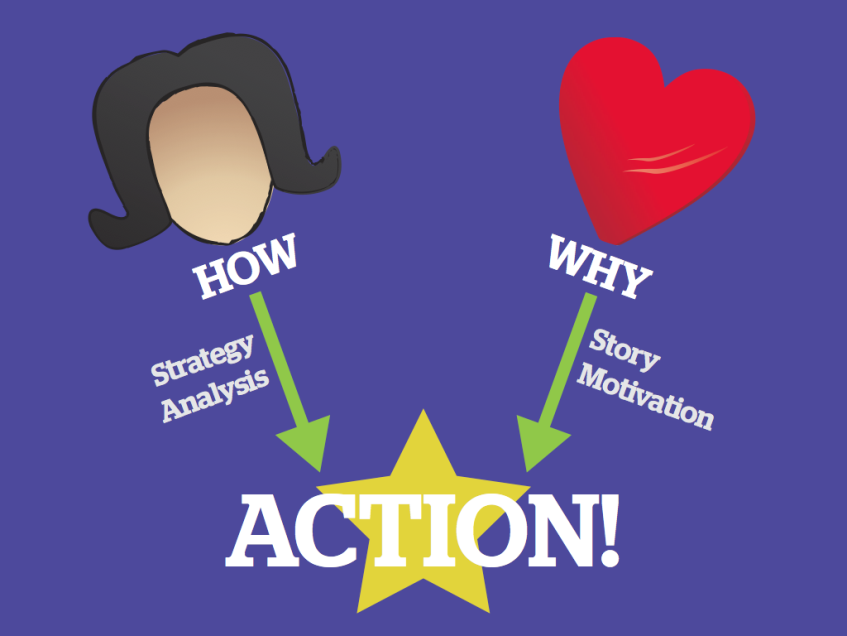 HOW
WHY
Strategy
Analysis
Story
Motivation
ACTION!